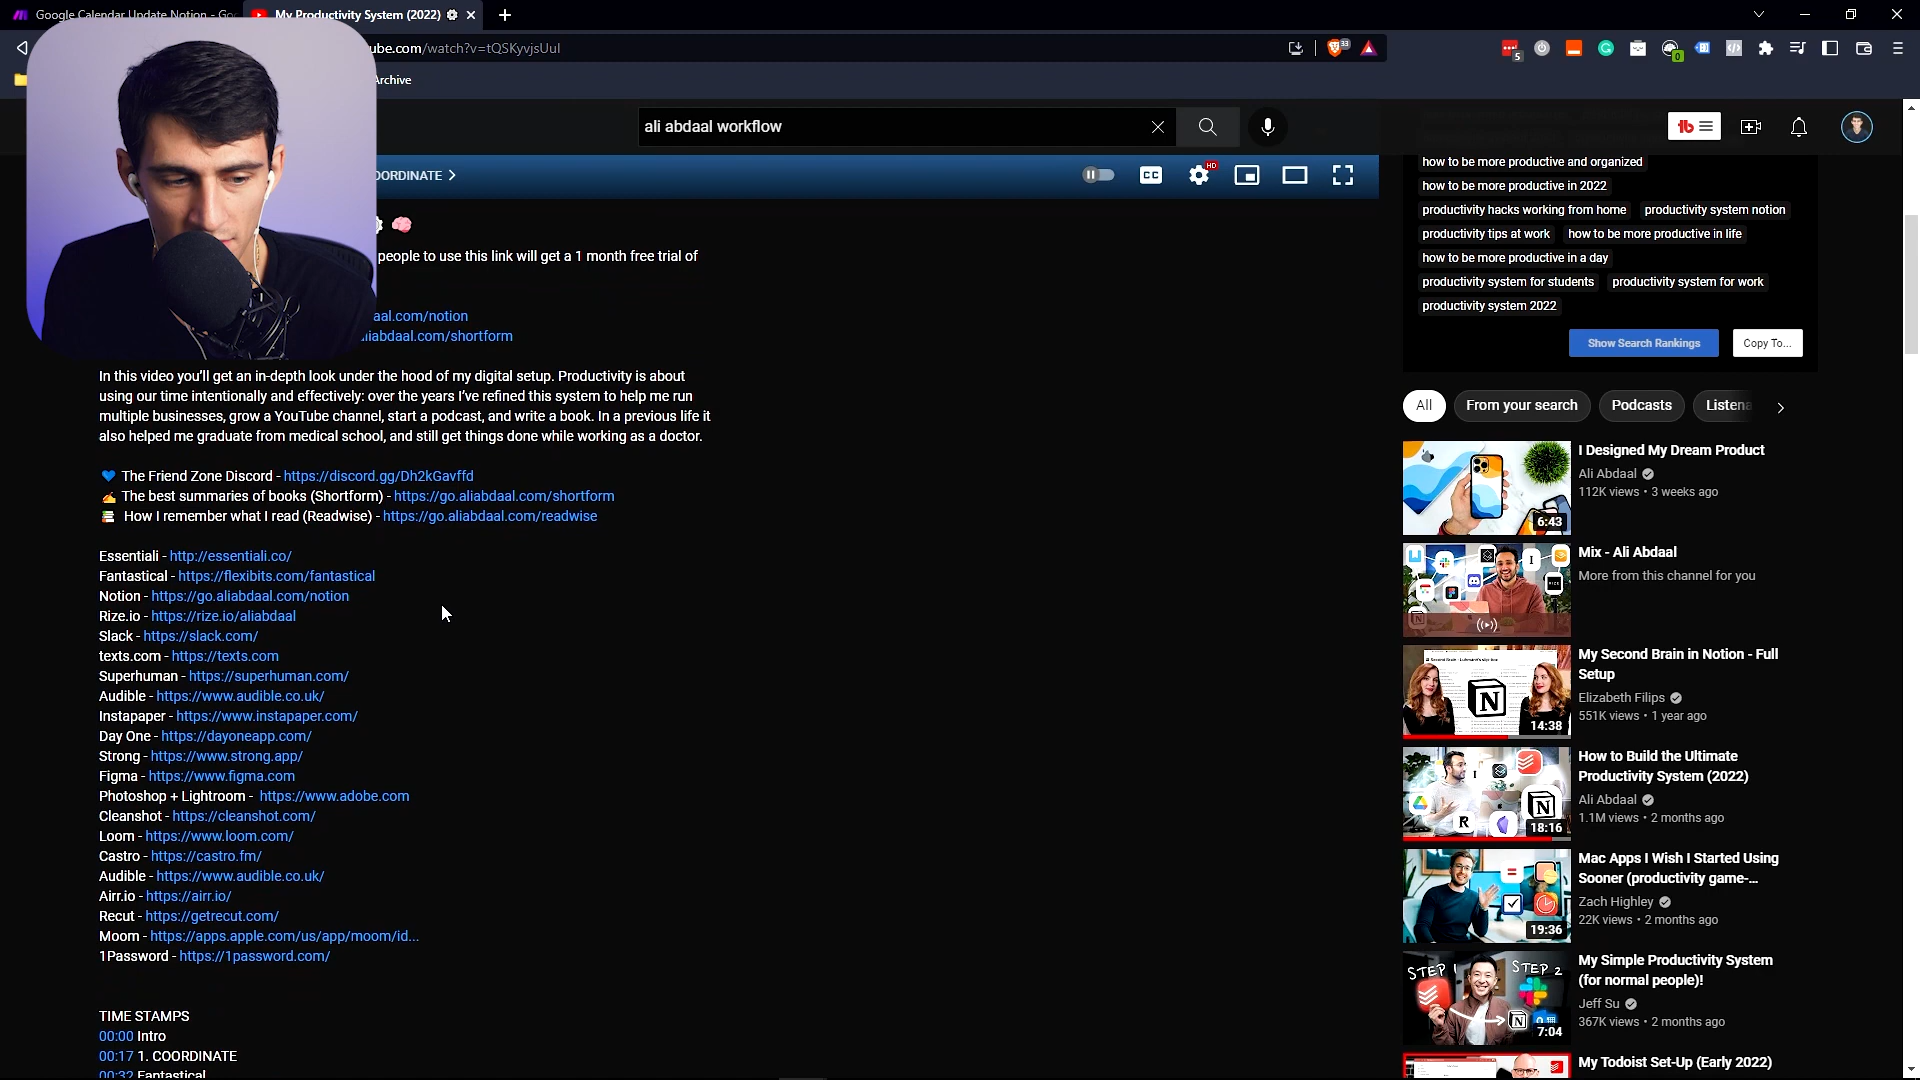 Google Calendar Update Notion - Go
My Productivity System (2022)
ube.com/watch?v=tQSKyvjsUuI
33
5
0
Archive
ali abdaal workflow
OORDINATE
CC
HD
people to use this link will get a 1 month free trial of
aal.com/notion
liabdaal.com/shortform
In this video you'll get an in-depth look under the hood of my digital setup. Productivity is about
using our time intentionally and effectively: over the years I've refined this system to help me run
multiple businesses, grow a YouTube channel, start a podcast, and write a book. In a previous life it
also helped me graduate from medical school, and still get things done while working as a doctor.
The Friend Zone Discord - https://discord.gg/Dh2kGavffd
The best summaries of books (Shortform) - https://go.aliabdaal.com/shortform
How I remember what I read (Readwise) - https://go.aliabdaal.com/readwise
Essentiali - http://essentiali.co/
Fantastical - https://flexibits.com/fantastical
Notion - https://go.aliabdaal.com/notion
Rize.io - https://rize.io/aliabdaal
Slack - https://slack.com/
texts.com - https://texts.com
Superhuman - https://superhuman.com/
Audible - https://www.audible.co.uk/
Instapaper - https://www.instapaper.com/
Day One - https://dayoneapp.com/
Strong - https://www.strong.app/
Figma - https://www.figma.com
Photoshop + Lightroom - https://www.adobe.com
Cleanshot - https://cleanshot.com/
Loom - https://www.loom.com/
Castro - https://castro.fm/
Audible - https://www.audible.co.uk/
Airr.io - https://airr.io/
Recut - https://getrecut.com/
Moom - https://apps.apple.com/us/app/moom/id...
1Password - https://1password.com/
TIME STAMPS
00:00 Intro
00:17 1. COORDINATE
00:32 Fantastical
how to be more productive and organized
how to be more productive in 2022
productivity hacks working from home productivity system notion
productivity tips at work how to be more productive in life
how to be more productive in a day
productivity system for students productivity system for work
productivity system 2022
Show Search Rankings
Copy To...
All
From your search
Podcasts
Listena
I Designed My Dream Product
Ali Abdaal
112K views • 3 weeks ago
6:43
Mix - Ali Abdaal
More from this channel for you
My Second Brain in Notion - Full
Setup
Elizabeth Filips
551K views • 1 year ago
14:38
How to Build the Ultimate
Productivity System (2022)
Ali Abdaal
1.1M views • 2 months ago
18:16
Mac Apps I Wish I Started Using
Sooner (productivity game-...
Zach Highley
22K views • 2 months ago
19:36
My Simple Productivity System
(for normal people)!
Jeff Su
367K views • 2 months ago
STEP 1
STEP 2
7:04
My Todoist Set-Up (Early 2022)